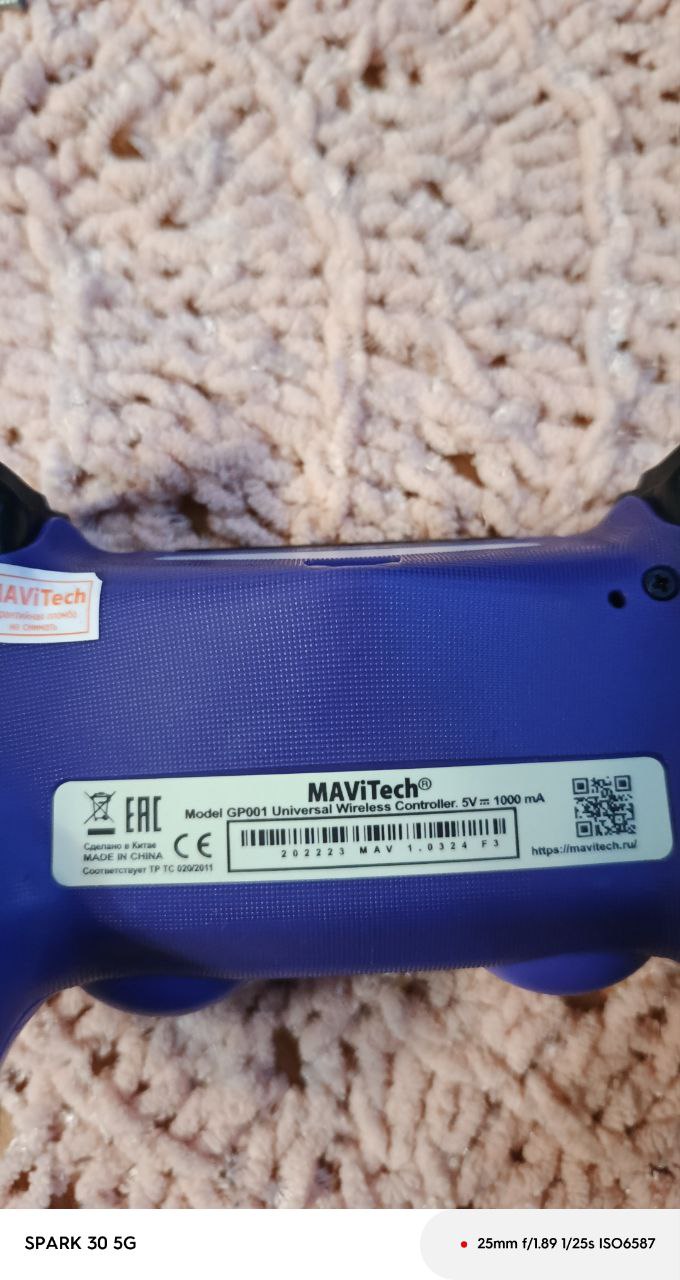 MAViTech
гарантийная пломба
не снимать
MAViTech®
Model GP001 Universal Wireless Controller. 5V⎓1000 mA
EAC
CE
Сделано в Китае
MADE IN CHINA
Соответствует ТР ТС 020/2011
202223 MAV 1.0324 F3
https://mavitech.ru/
SPARK 30 5G
25mm f/1.89 1/25s ISO6587